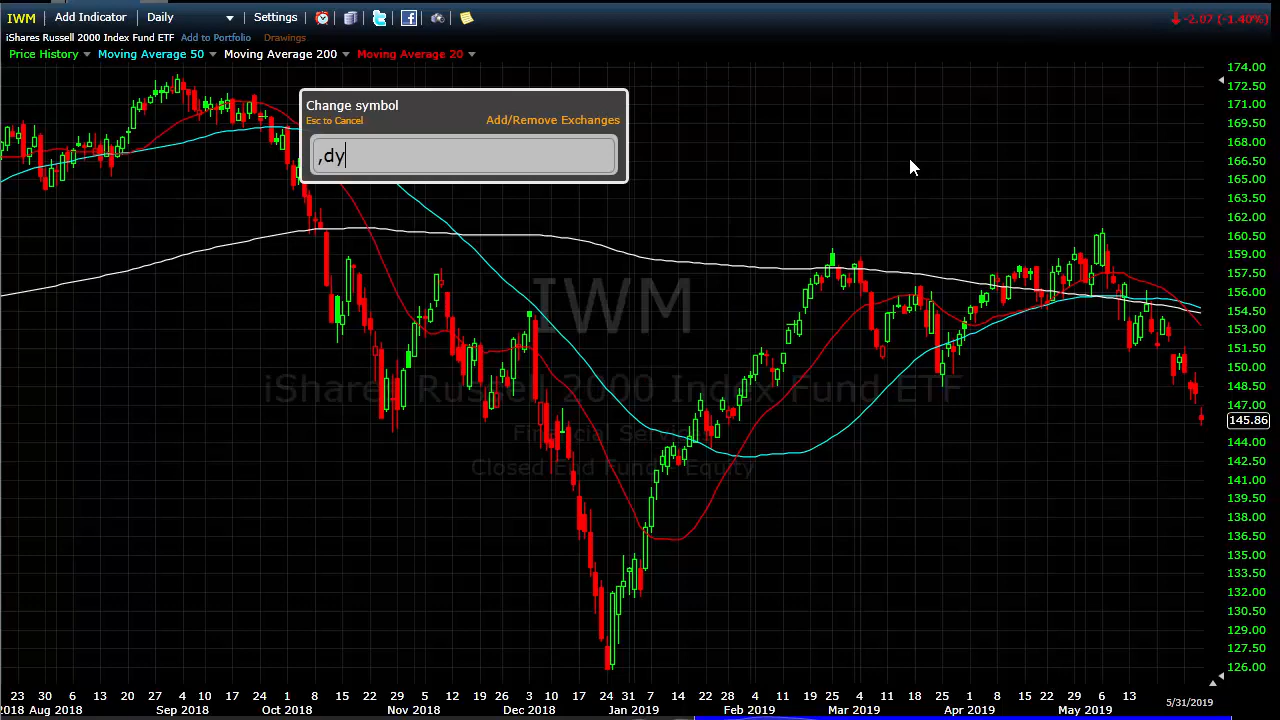 IWM Add Indicator Daily Settings -2.07 (-1.40%)
iShares Russell 2000 Index Fund ETF Add to Portfolio Drawings
Price History Moving Average 50 Moving Average 200 Moving Average 20
Change symbol
Esc to Cancel Add/Remove Exchanges
,dy
IWM
iShares Russell 2000 Index Fund ETF
Financial Services
Closed End Fund - Equity
174.00
172.50
171.00
169.50
168.00
166.50
165.00
163.50
162.00
160.50
159.00
157.50
156.00
154.50
153.00
151.50
150.00
148.50
147.00
145.86
144.00
142.50
141.00
139.50
138.00
136.50
135.00
133.50
132.00
130.50
129.00
127.50
126.00
23 30 6 13 20 27 4 10 17 24 1 8 15 22 29 5 12 19 26 3 10 17 24 31 7 14 22 28 4 11 19 25 4 11 18 25 1 8 15 22 29 6 13
2018 Aug 2018 Sep 2018 Oct 2018 Nov 2018 Dec 2018 Jan 2019 Feb 2019 Mar 2019 Apr 2019 May 2019 5/31/2019